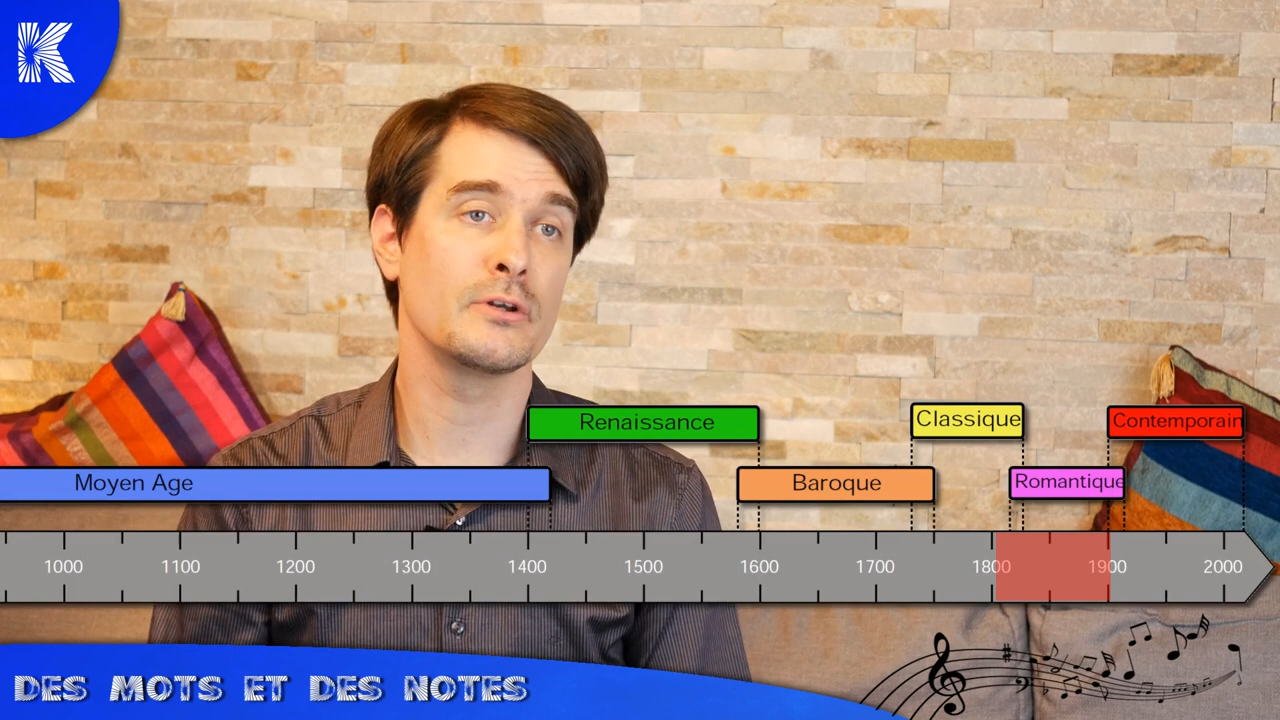 K
Renaissance
Classique
Contemporain
Moyen Age
Baroque
Romantique
1000 1100 1200 1300 1400 1500 1600 1700 1800 1900 2000
DES MOTS ET DES NOTES